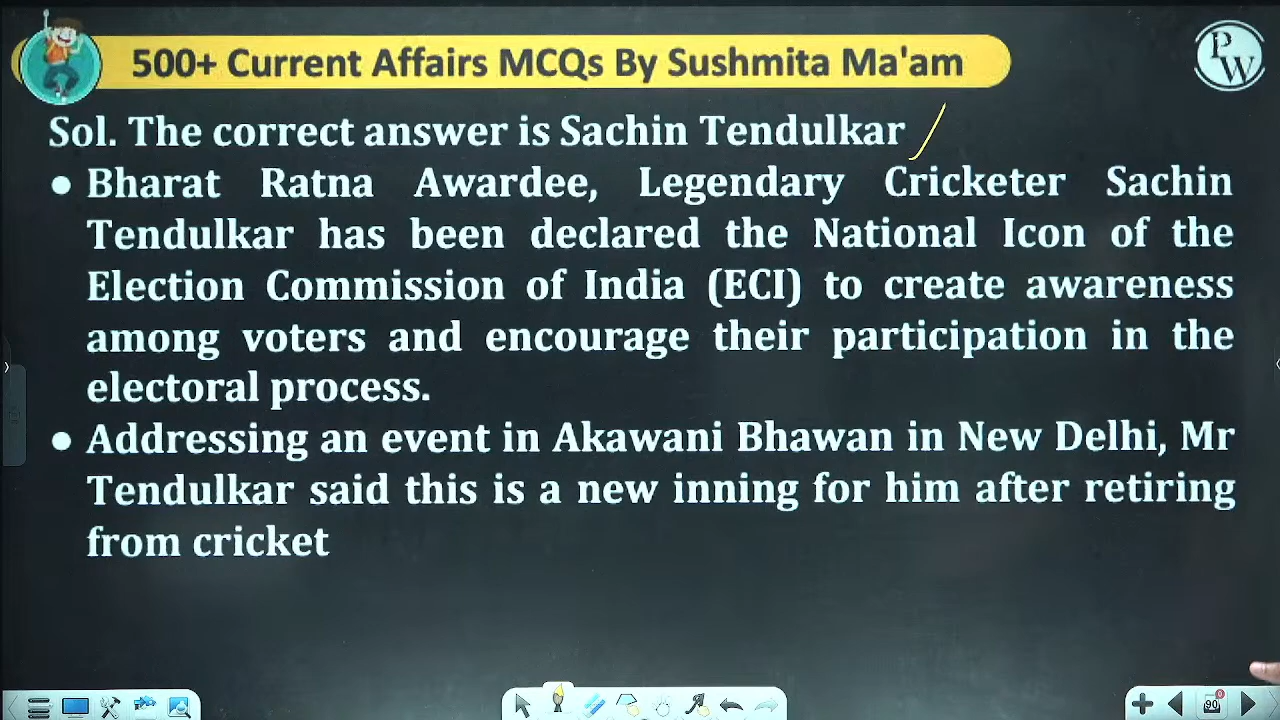 500+ Current Affairs MCQs By Sushmita Ma'am
PW
Sol. The correct answer is Sachin Tendulkar
● Bharat Ratna Awardee, Legendary Cricketer Sachin
Tendulkar has been declared the National Icon of the
Election Commission of India (ECI) to create awareness
among voters and encourage their participation in the
electoral process.
● Addressing an event in Akawani Bhawan in New Delhi, Mr
Tendulkar said this is a new inning for him after retiring
from cricket
90
0